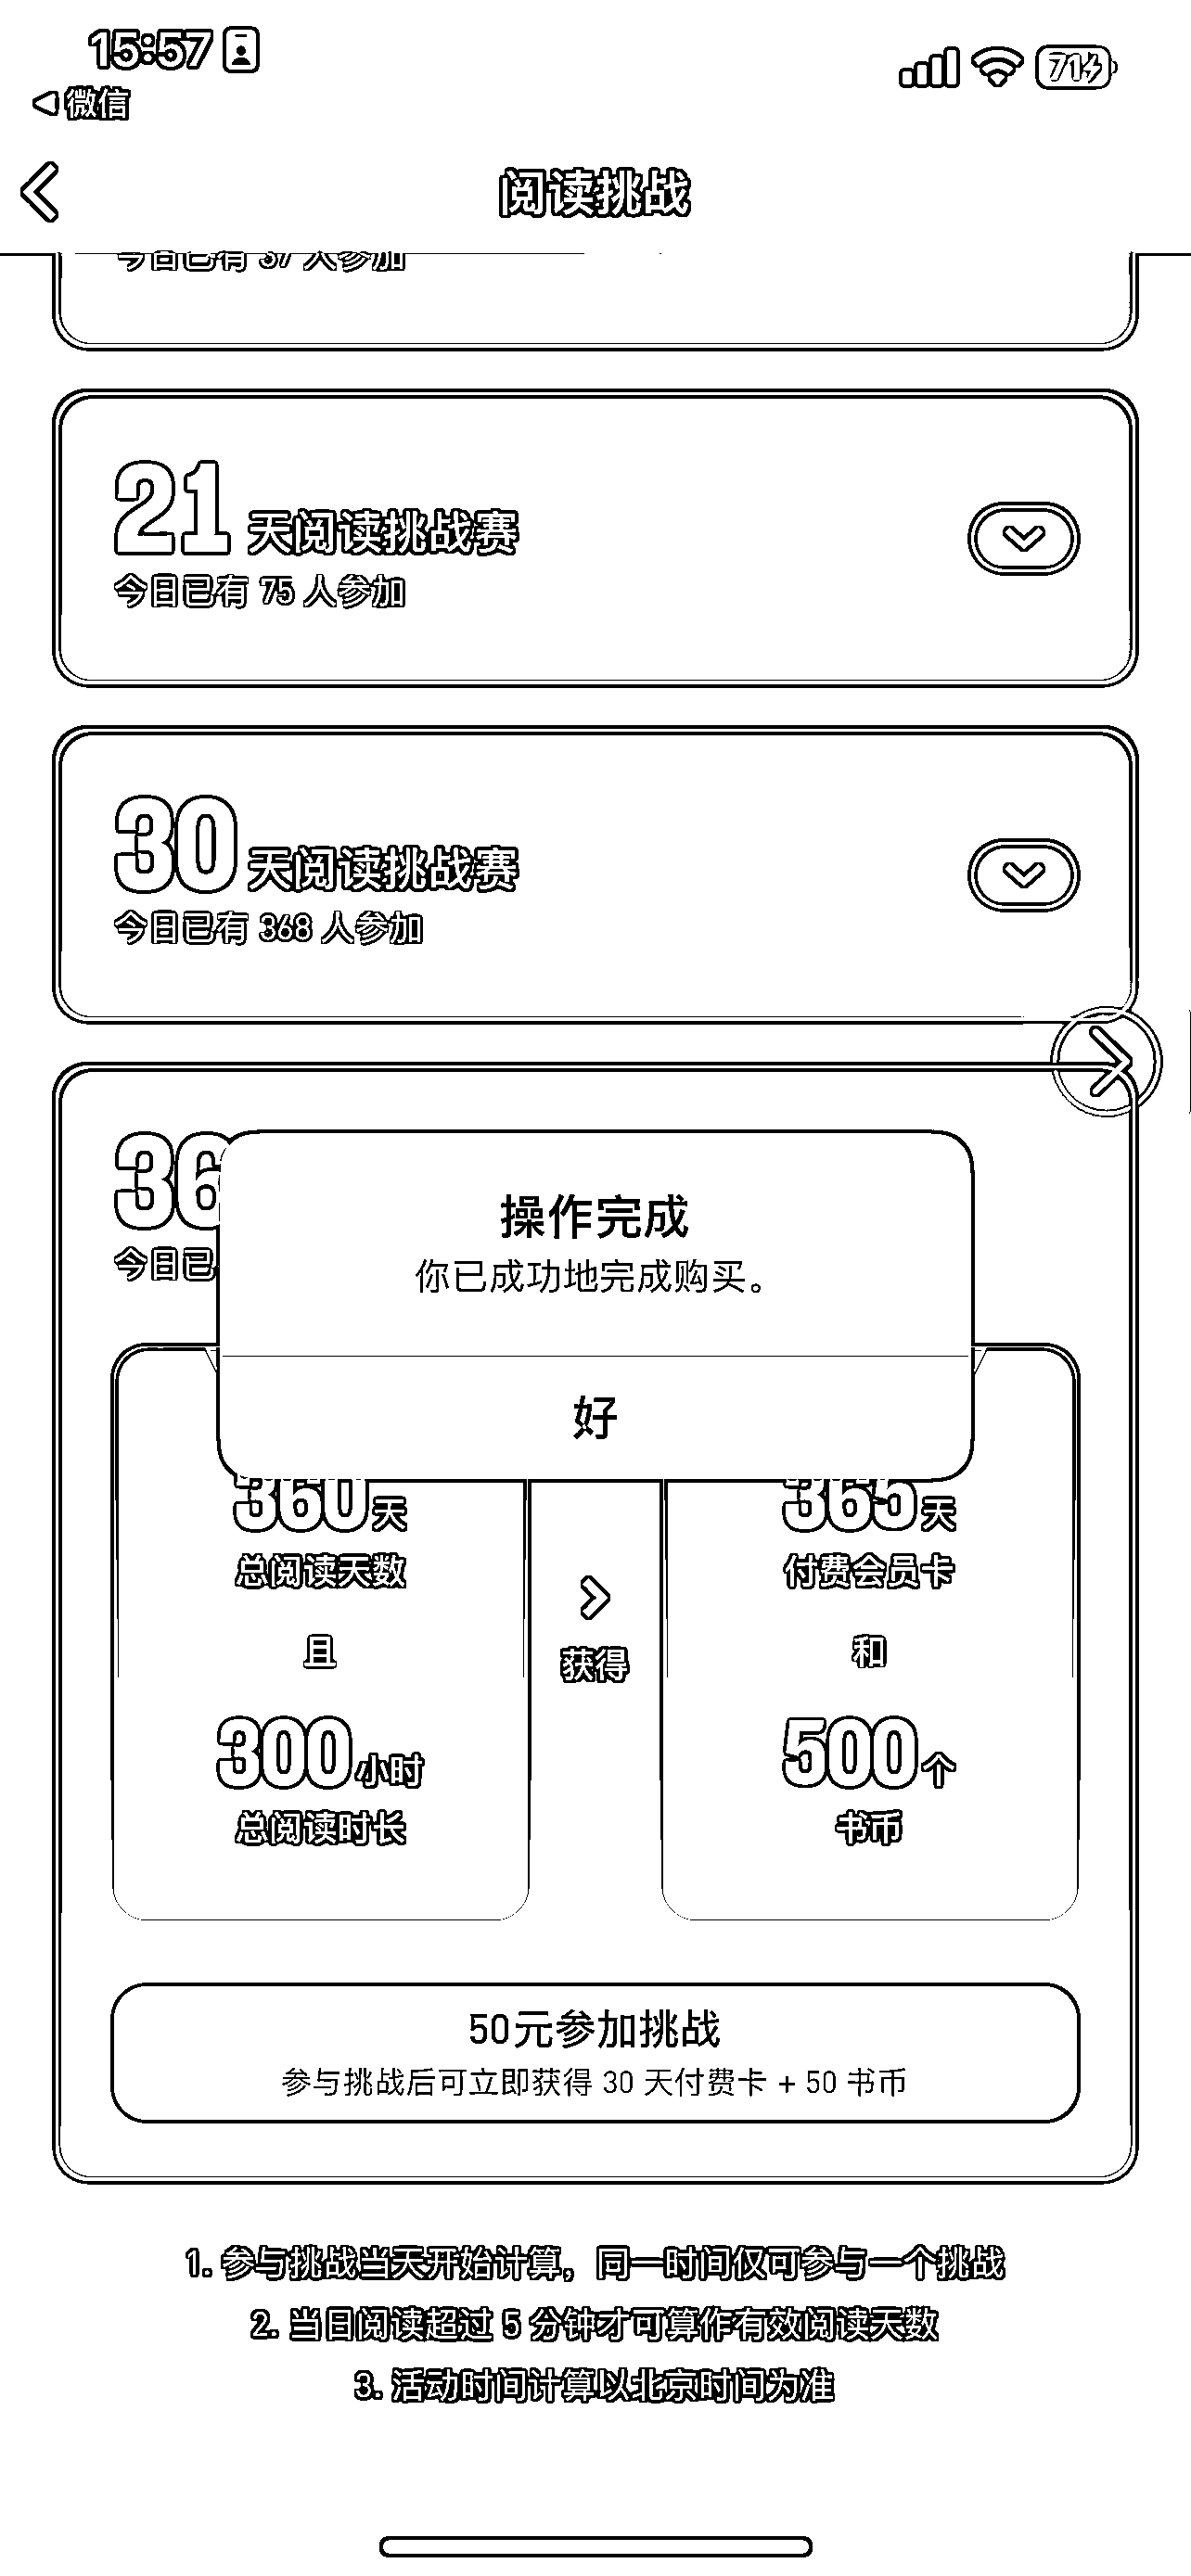 15:57
71
微信
阅读挑战
今日已有 37 人参加
21 天阅读挑战赛
今日已有 75 人参加
30 天阅读挑战赛
今日已有 368 人参加
36
今日已
操作完成
你已成功地完成购买。
好
360天
365天
总阅读天数
付费会员卡
且
获得
和
300小时
500个
总阅读时长
书币
50元参加挑战
参与挑战后可立即获得 30 天付费卡 + 50 书币
1. 参与挑战当天开始计算，同一时间仅可参与一个挑战
2. 当日阅读超过 5 分钟才可算作有效阅读天数
3. 活动时间计算以北京时间为准